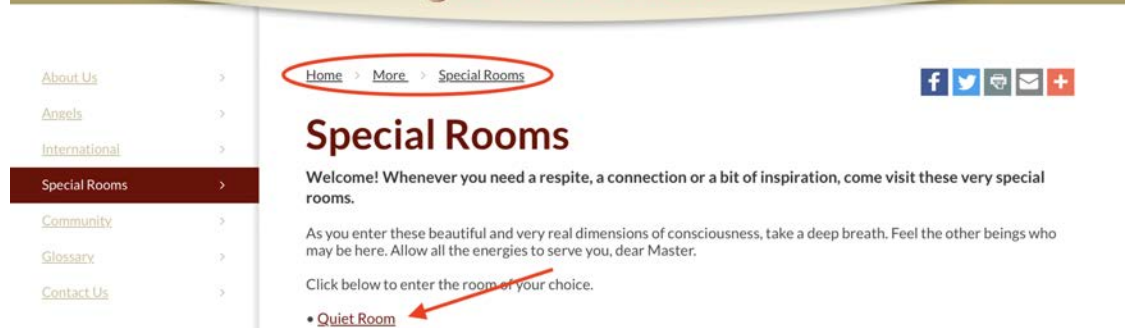 About Us
Angels
International
Special Rooms
Community
Glossary
Contact Us
Home > More > Special Rooms
Special Rooms
Welcome! Whenever you need a respite, a connection or a bit of inspiration, come visit these very special
rooms.
As you enter these beautiful and very real dimensions of consciousness, take a deep breath. Feel the other beings who
may be here. Allow all the energies to serve you, dear Master.
Click below to enter the room of your choice.
• Quiet Room